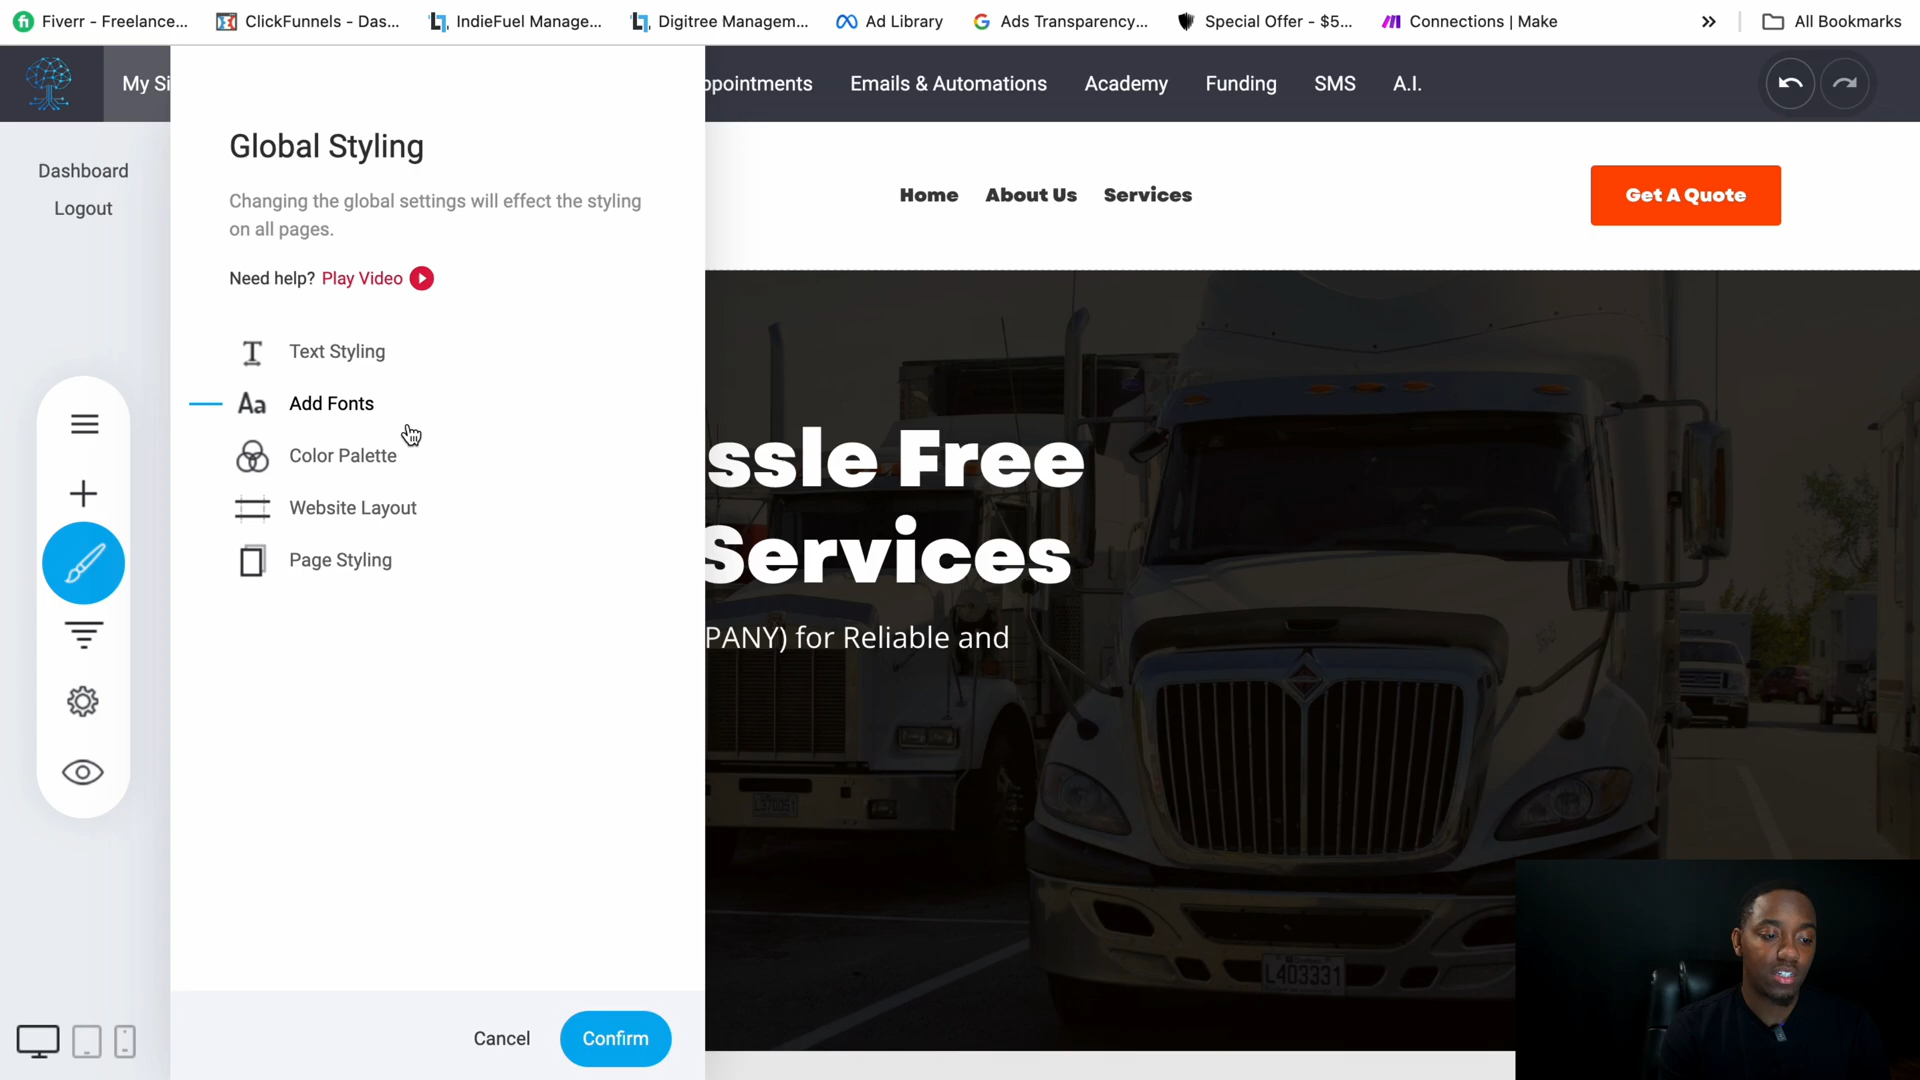 Fiverr - Freelance...
ClickFunnels - Das...
IndieFuel Manage...
Digitree Managem...
Ad Library
Ads Transparency...
Special Offer - $5...
Connections | Make
All Bookmarks
My Si
ppointments
Emails & Automations
Academy
Funding
SMS
A.I.
Dashboard
Logout
Global Styling
Changing the global settings will effect the styling
on all pages.
Need help? Play Video
Text Styling
Add Fonts
Color Palette
Website Layout
Page Styling
Cancel
Confirm
Home
About Us
Services
Get A Quote
ssle Free
Services
PANY) for Reliable and
L403331